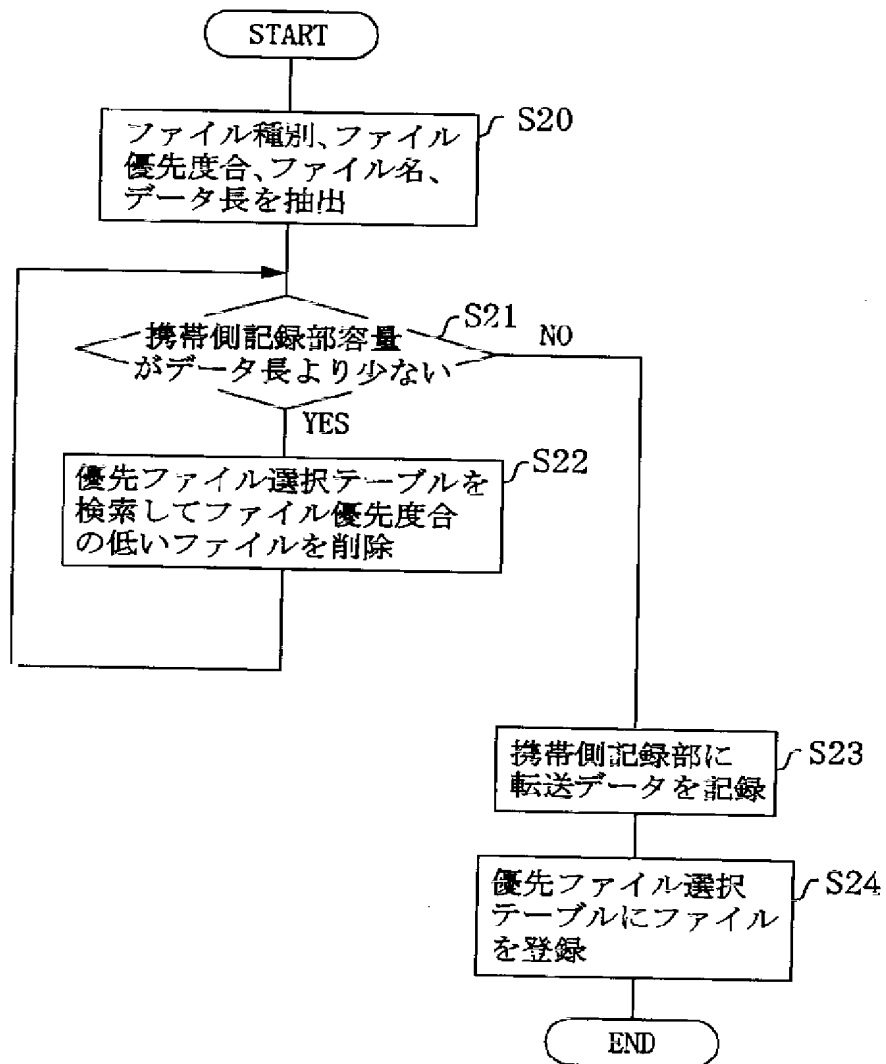 START
S20
ファイル種別、ファイル
優先度合、ファイル名、
データ長を抽出
S21
携帯側記録部容量
がデータ長より少ない
NO
YES
S22
優先ファイル選択テーブルを
検索してファイル優先度合
の低いファイルを削除
携帯側記録部に
転送データを記録
S23
優先ファイル選択
テーブルにファイル
を登録
S24
END